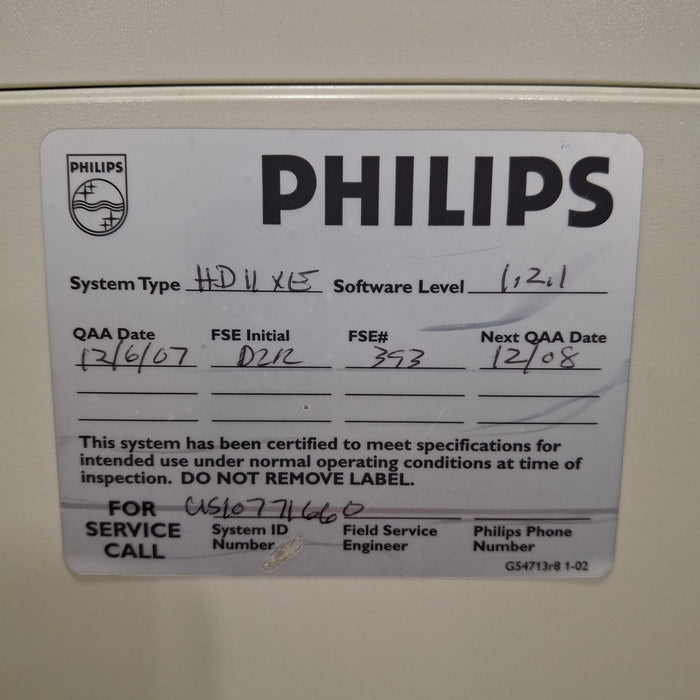 PHILIPS PHILIPS
System Type HD11 XE Software Level 1.2.1
QAA Date FSE Initial FSE# Next QAA Date
12/6/07 393 12/08
This system has been certified to meet specifications for
intended use under normal operating conditions at time of
inspection. DO NOT REMOVE LABEL.
FOR US10771660
SERVICE System ID Field Service Philips Phone
CALL Number Engineer Number
GS4713r8 1-02